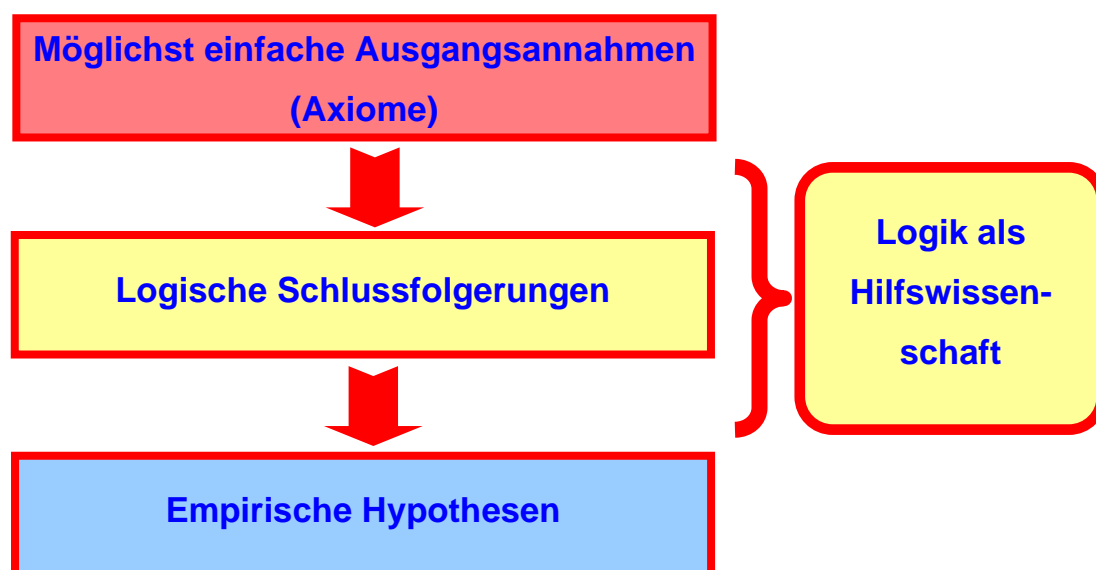 Möglichst einfache Ausgangsannahmen
(Axiome)
Logische Schlussfolgerungen
Empirische Hypothesen
Logik als
Hilfswissen-
schaft